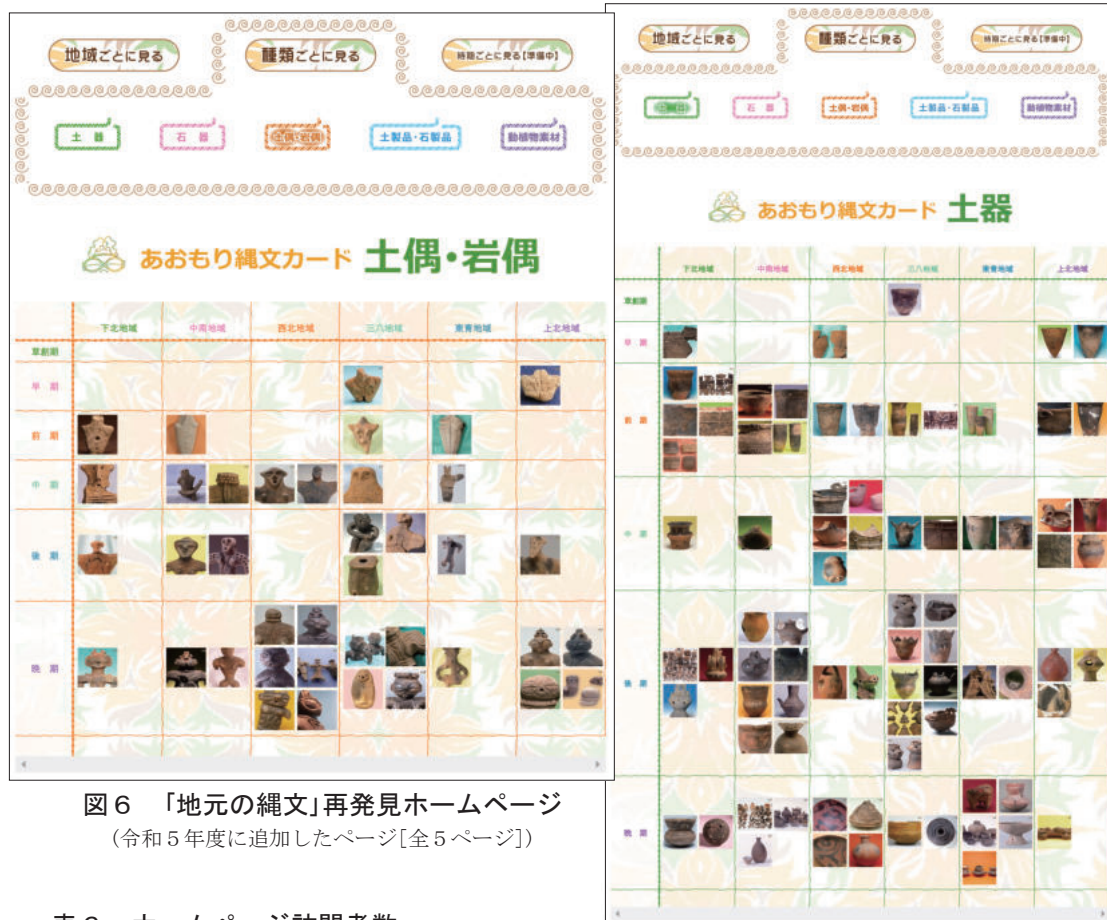 地域ごとに見る
種類ごとに見る
時期ごとに見る【準備中】
土器
石器
土偶・岩偶
土製品・石製品
動植物素材
あおもり縄文カード 土偶・岩偶
下北地域 中南地域 西北地域 三八地域 東青地域 上北地域
草創期
早期
前期
中期
後期
晩期
図6 「地元の縄文」再発見ホームページ
(令和5年度に追加したページ[全5ページ])
地域ごとに見る
種類ごとに見る
時期ごとに見る【準備中】
石器
土偶・岩偶
土製品・石製品
動植物素材
あおもり縄文カード 土器
下北地域 中南地域 西北地域 三八地域 東青地域 上北地域
草創期
早期
前期
中期
後期
晩期